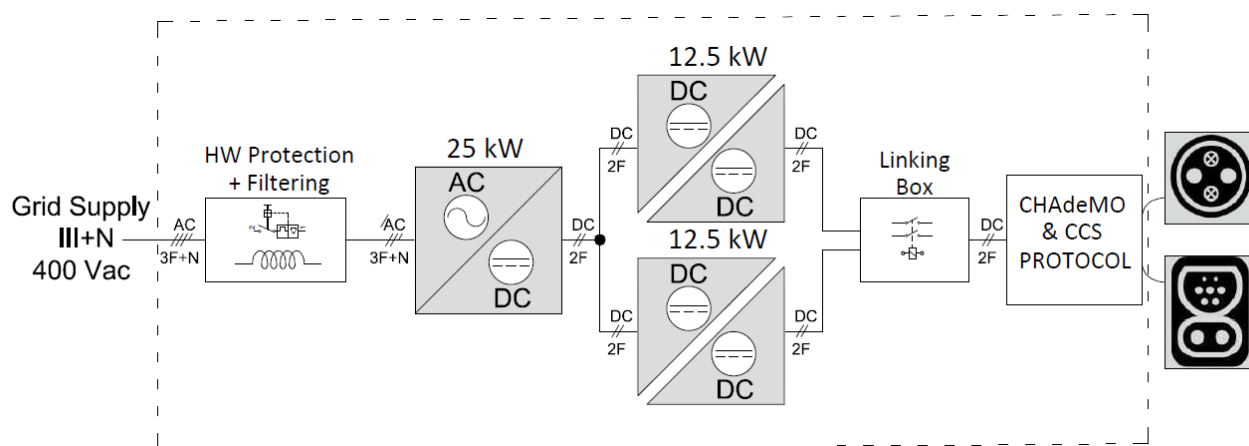 Grid Supply
III+N
400 Vac
AC
3F+N
HW Protection
+ Filtering
AC
3F+N
25 kW
AC
DC
DC
2F
12.5 kW
DC
2F
DC
DC
DC
2F
12.5 kW
DC
2F
DC
DC
DC
2F
Linking
Box
DC
2F
CHAdeMO
& CCS
PROTOCOL